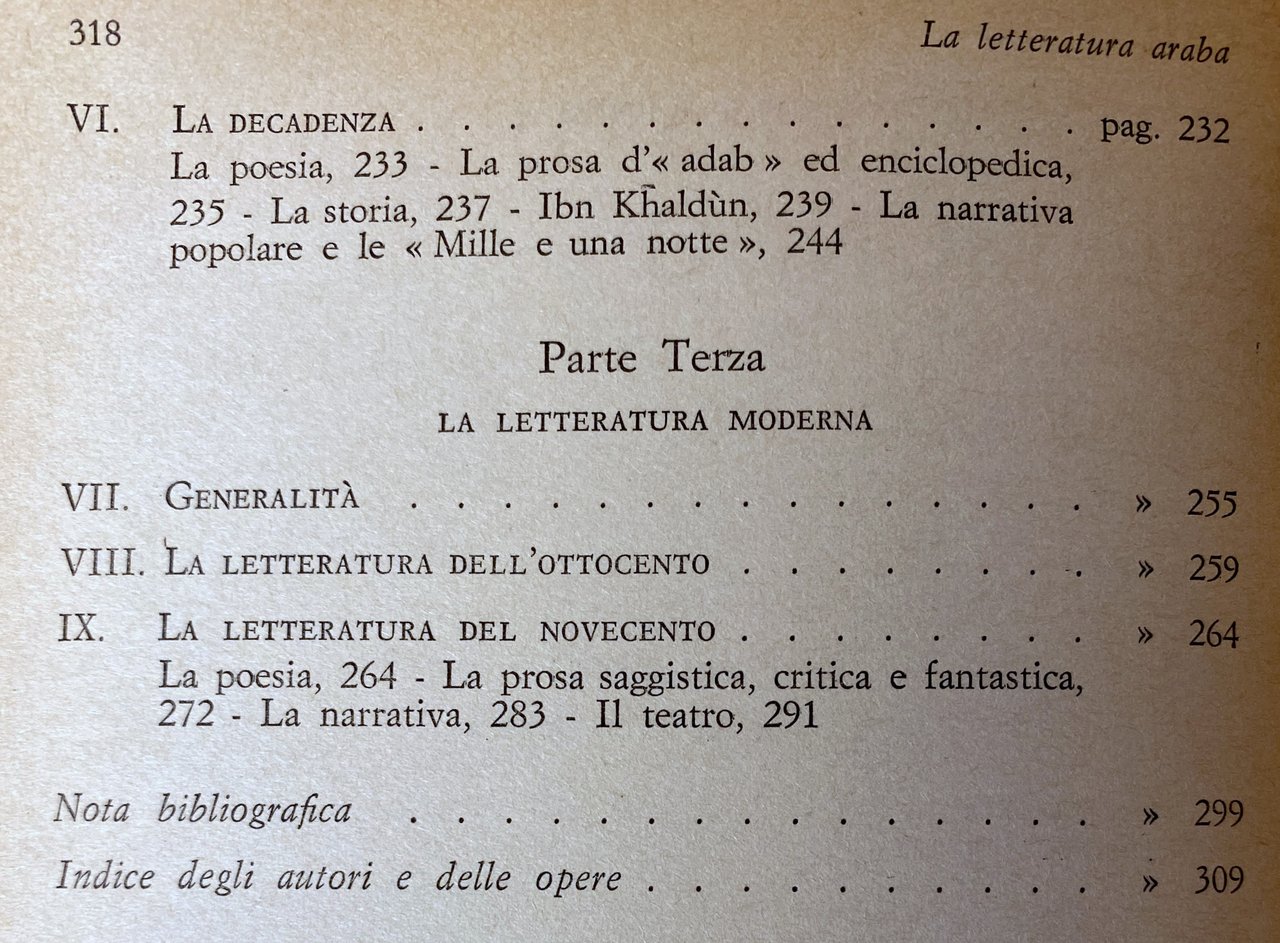 318 La letteratura araba
VI. La decadenza . . . . . . . . . . . . . . . pag. 232
La poesia, 233 - La prosa d'« adab » ed enciclopedica,
235 - La storia, 237 - Ibn Kh̄aldùn, 239 - La narrativa
popolare e le « Mille e una notte », 244
Parte Terza
LA LETTERATURA MODERNA
VII. Generalità . . . . . . . . . . . . . . . » 255
VIII. La letteratura dell'ottocento . . . . . . . . » 259
IX. La letteratura del novecento . . . . . . . . » 264
La poesia, 264 - La prosa saggistica, critica e fantastica,
272 - La narrativa, 283 - Il teatro, 291
Nota bibliografica . . . . . . . . . . . . . . . » 299
Indice degli autori e delle opere . . . . . . . . . . » 309